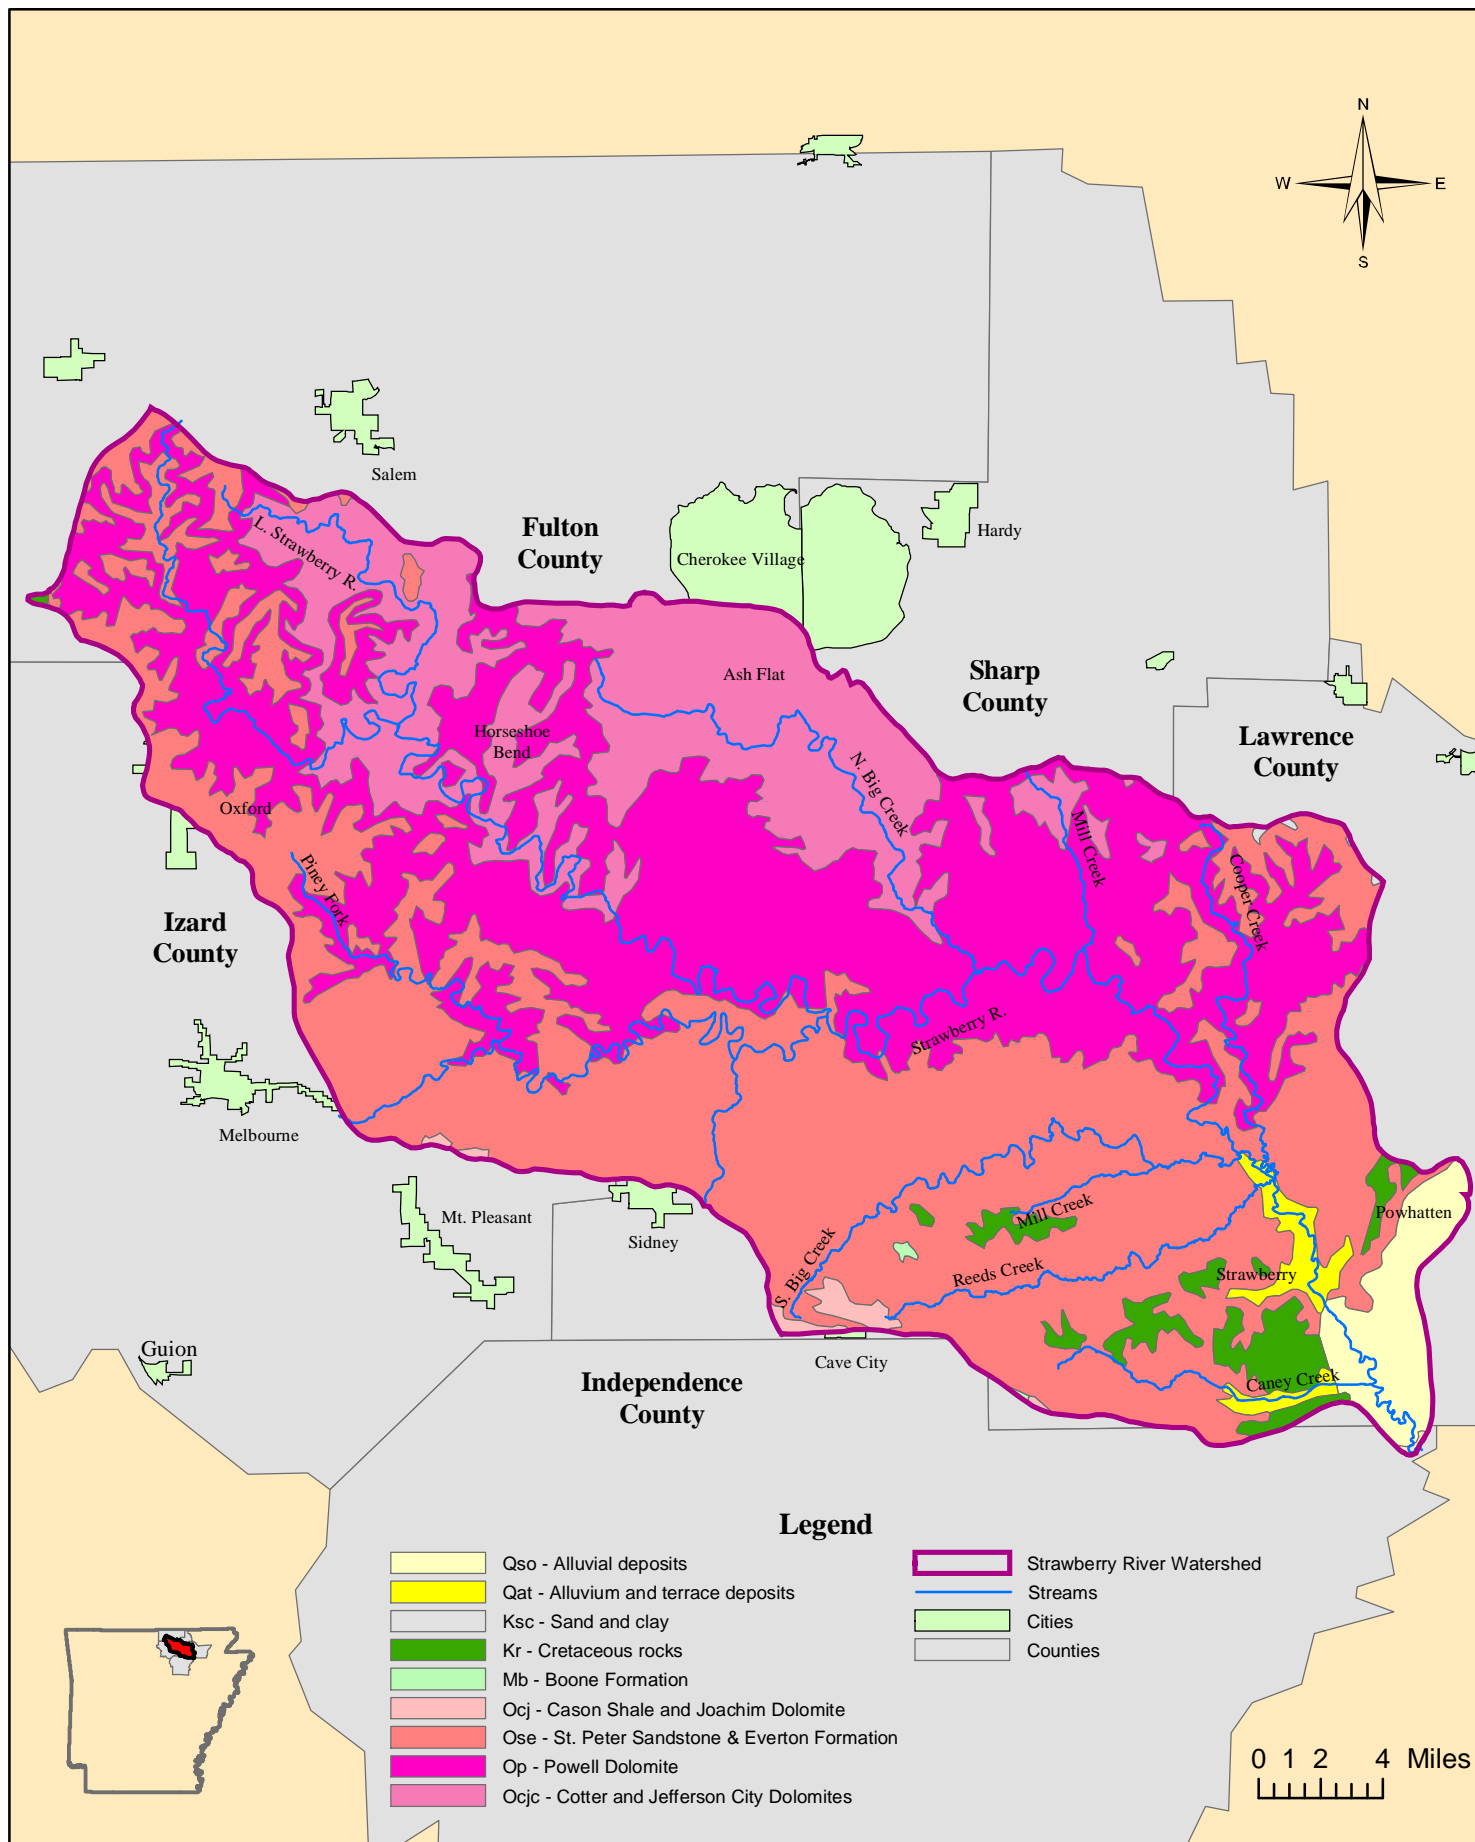 N
W
E
S
Salem
Fulton
County
Hardy
Cherokee Village
L. Strawberry R.
Ash Flat
Sharp
County
Horseshoe
Bend
Lawrence
County
N. Big Creek
Oxford
Mill Creek
Piney Fork
Cooper Creek
Izard
County
Strawberry R.
Melbourne
Mt. Pleasant
Sidney
Mill Creek
Powhatten
S. Big Creek
Reeds Creek
Strawberry
Guion
Cave City
Caney Creek
Independence
County
Legend
Qso - Alluvial deposits
Qat - Alluvium and terrace deposits
Ksc - Sand and clay
Kr - Cretaceous rocks
Mb - Boone Formation
Ocj - Cason Shale and Joachim Dolomite
Ose - St. Peter Sandstone & Everton Formation
Op - Powell Dolomite
Ocjc - Cotter and Jefferson City Dolomites
Strawberry River Watershed
Streams
Cities
Counties
0 1 2 4 Miles